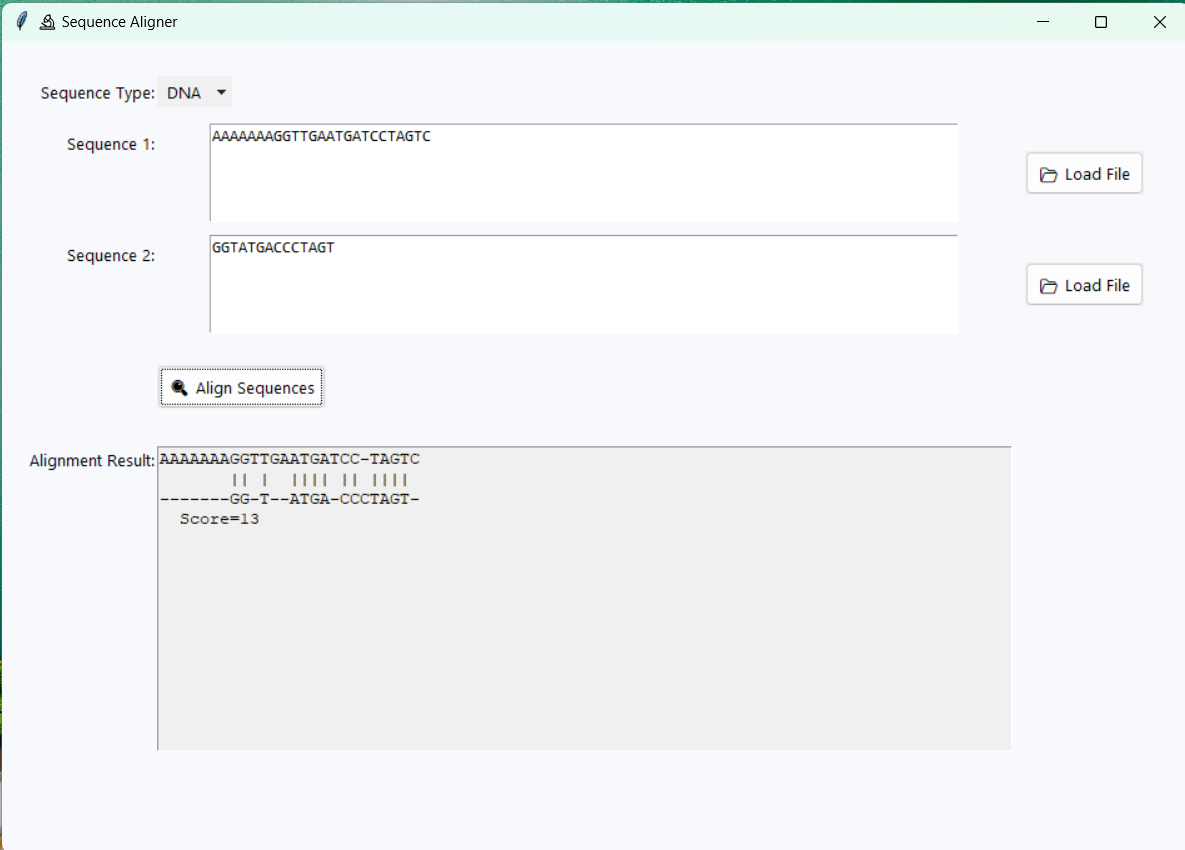 Sequence Aligner
Sequence Type: DNA
Sequence 1: AAAAAAAGGTTGAATGATCCTAGTC
Load File
Sequence 2: GGTATGACCCTAGT
Load File
Align Sequences
Alignment Result: AAAAAAAGGTTGAATGATCC-TAGTC
       || |  |||| || ||||
-------GG-T--ATGA-CCCTAGT-
  Score=13